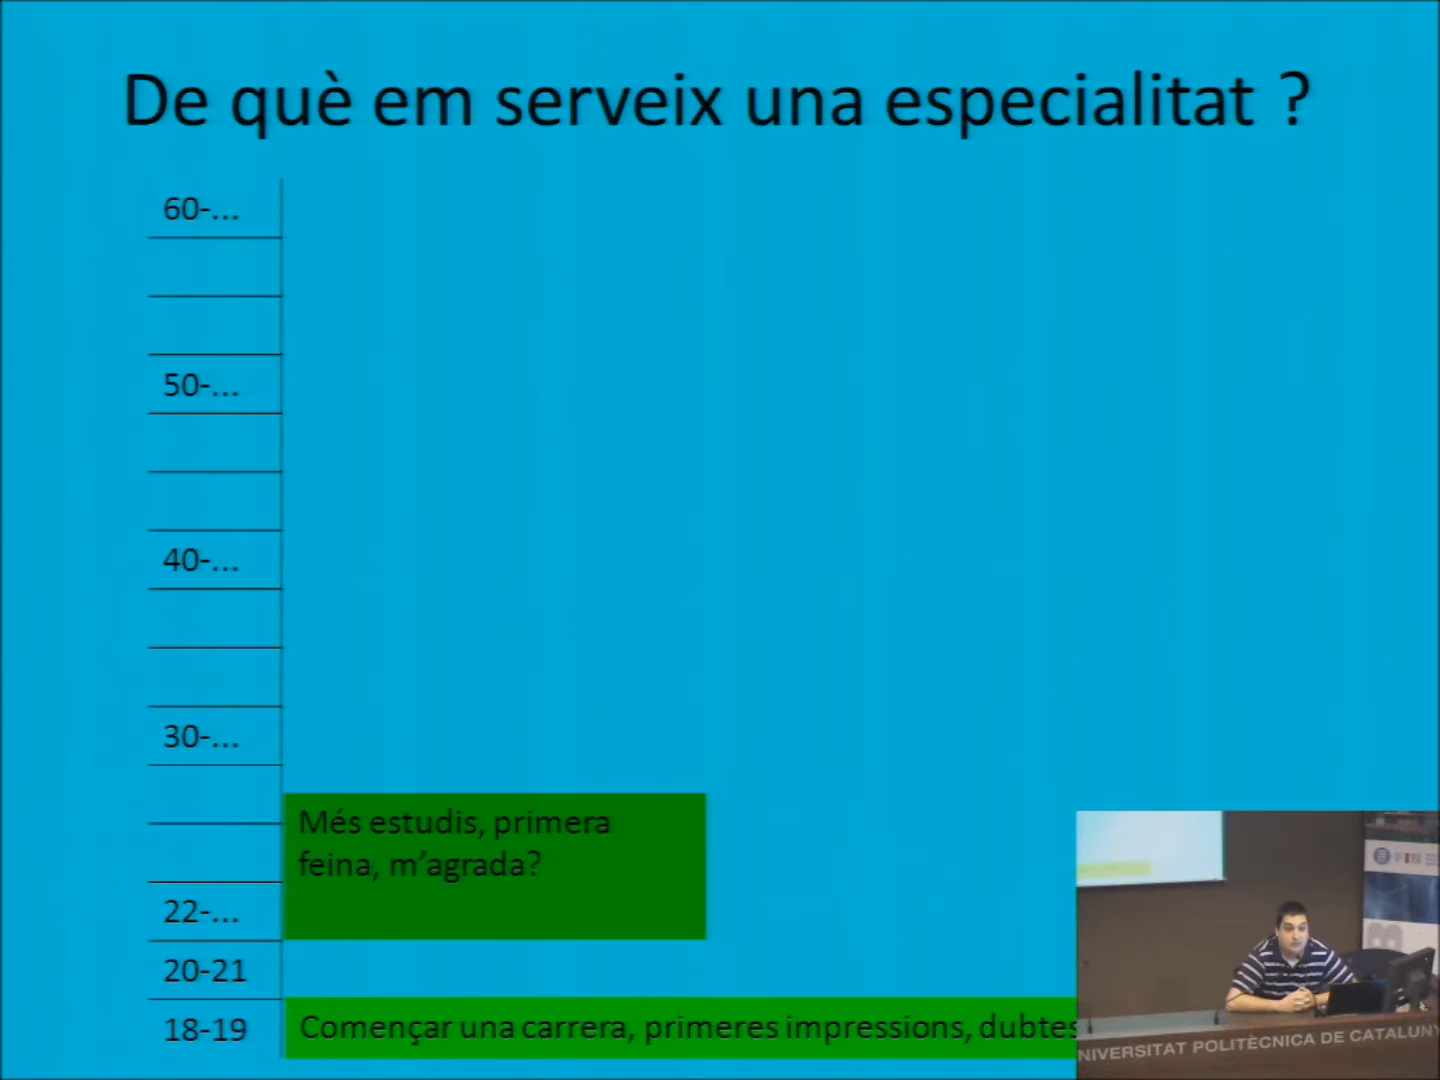 De què em serveix una especialitat ?
60-...
50-...
40-...
30-...
Més estudis, primera
feina, m'agrada?
22-...
20-21
18-19
Començar una carrera, primeres impressions, dubtes
NIVERSITAT POLITÈCNICA DE CATALUNY